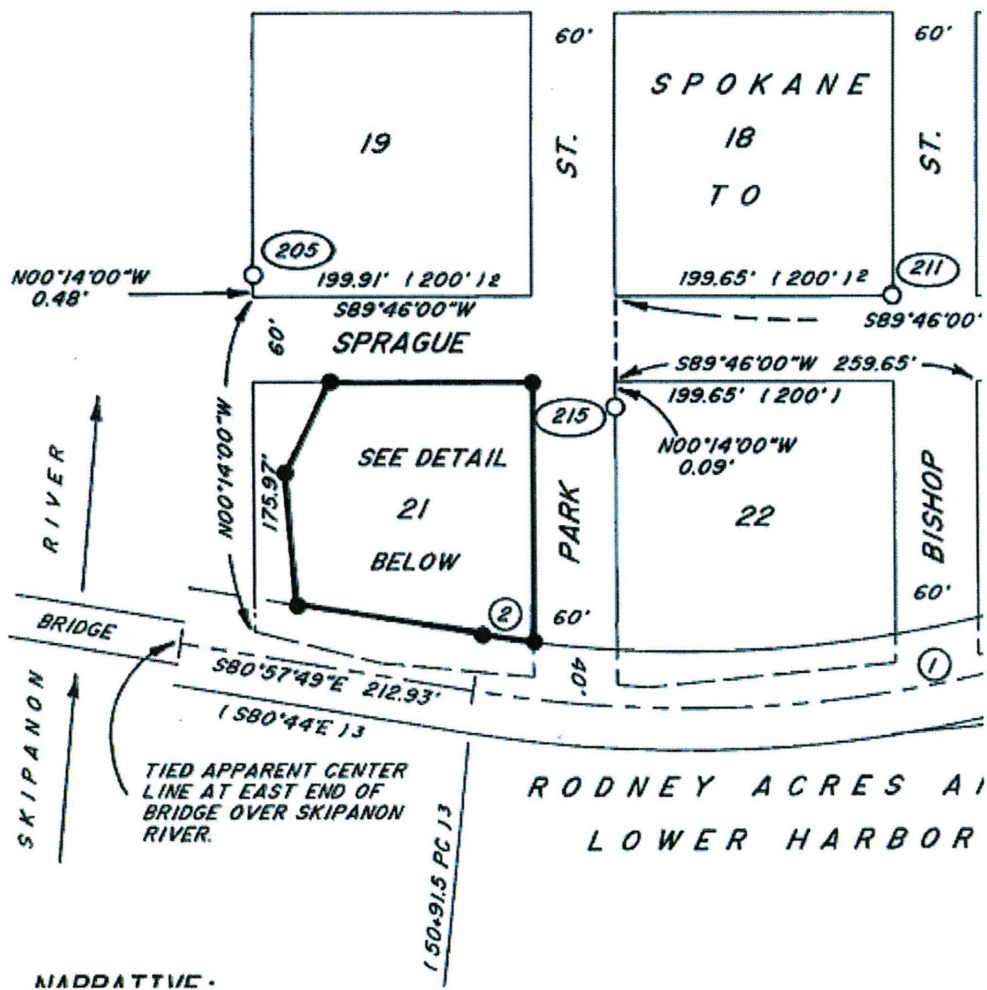 60'
60'
SPOKANE
19
ST.
18
ST.
TO
205
211
N00°14'00"W
0.48'
199.91' (200')2
199.65' (200')2
S89°46'00"W
S89°46'00'
60'
SPRAGUE
S89°46'00"W 259.65'
199.65' (200')
215
N00°14'00"W
175.97'
SEE DETAIL
N00°14'00"W
0.09'
RIVER
21
22
PARK
BISHOP
BELOW
2
60'
60'
BRIDGE
1
40'
S80°57'49"E 212.93'
(S80°44'E)3
SKIPANON
TIED APPARENT CENTER
LINE AT EAST END OF
BRIDGE OVER SKIPANON
RIVER.
RODNEY ACRES
LOWER HARBOR
(50+91.5 PC)3
NARRATIVE: